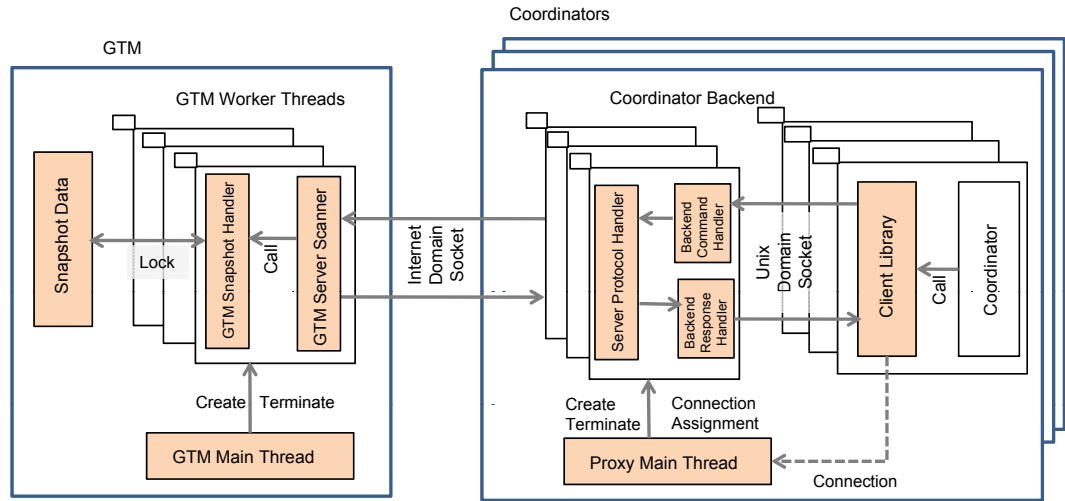 Coordinators
GTM
GTM Worker Threads
Coordinator Backend
Snapshot Data
Lock
GTM Snapshot Handler
Call
GTM Server Scanner
Internet
Domain
Socket
Server Protocol Handler
Backend
Command
Handler
Backend
Response
Handler
Unix
Domain
Socket
Client Library
Call
Coordinator
Create
Terminate
GTM Main Thread
Create
Terminate
Connection
Assignment
Proxy Main Thread
Connection